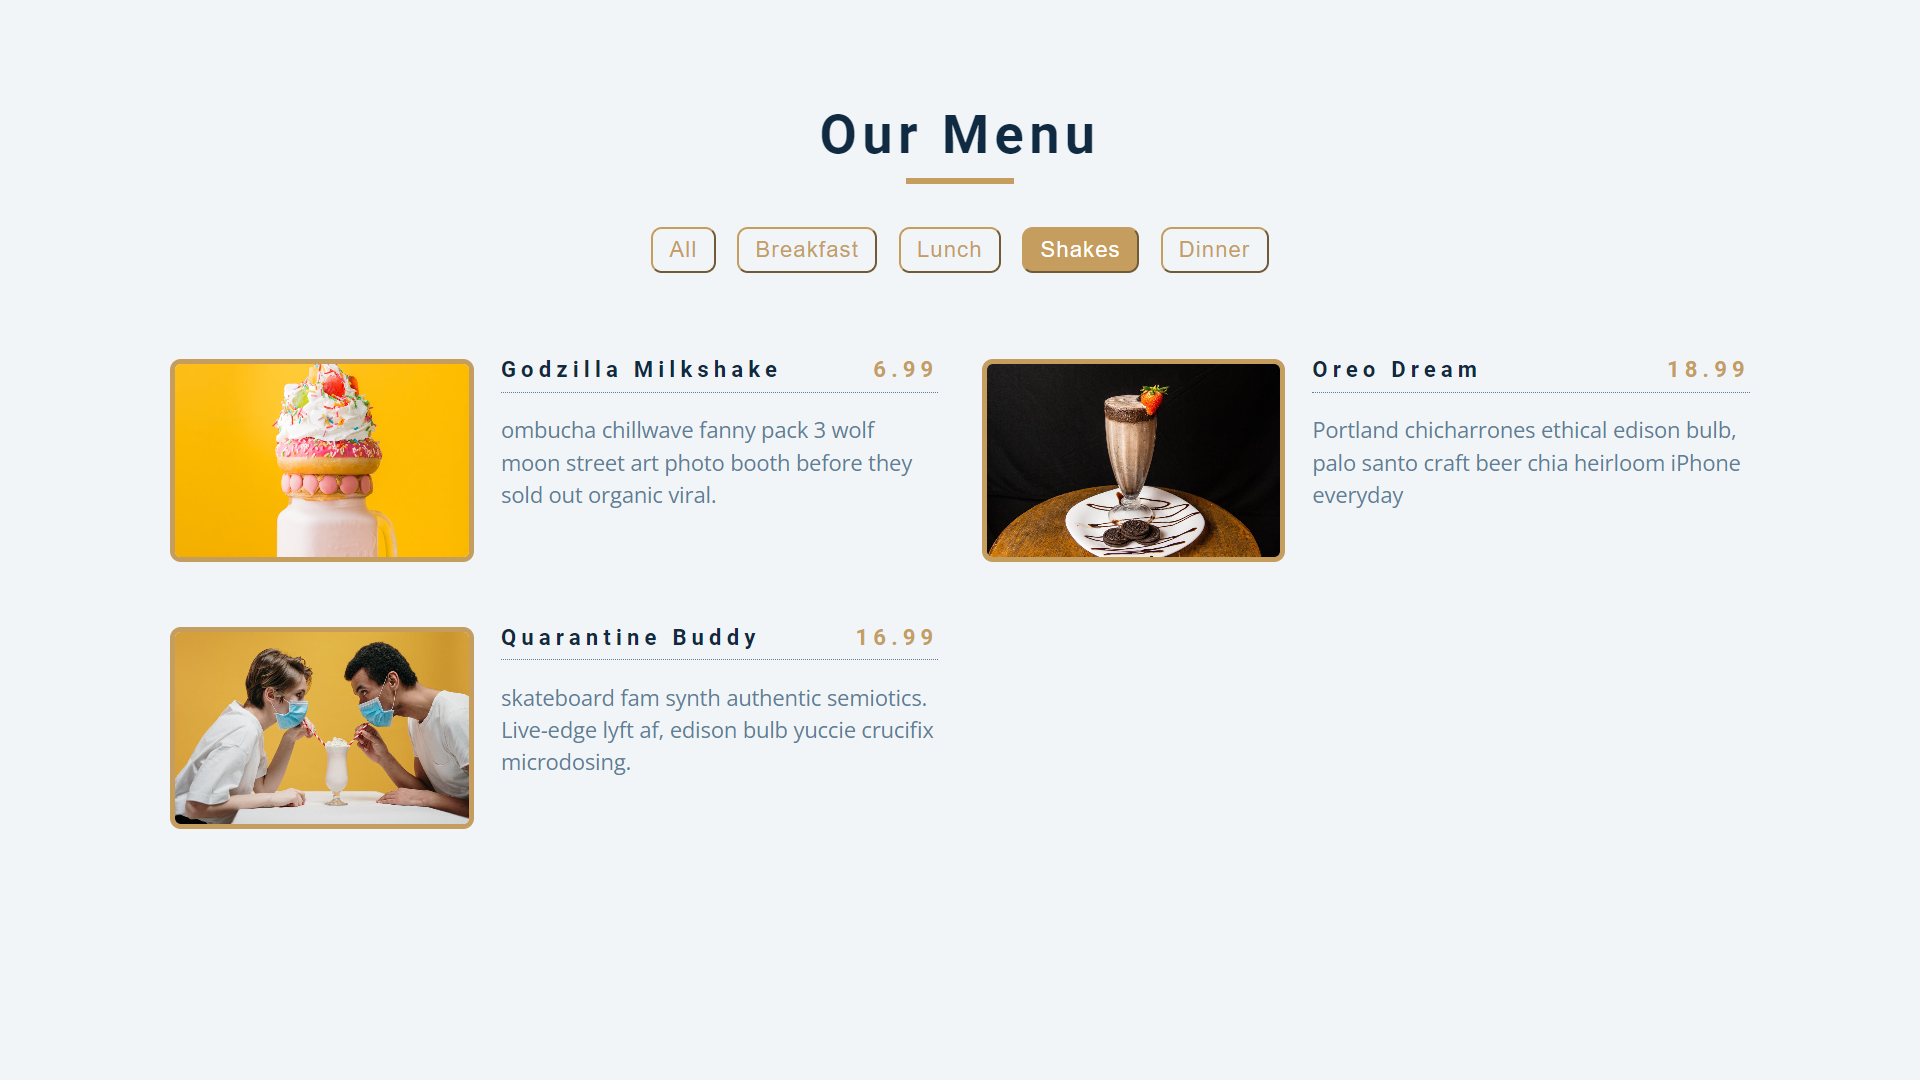 Our Menu
All
Breakfast
Lunch
Shakes
Dinner
Godzilla Milkshake 6.99
ombucha chillwave fanny pack 3 wolf
moon street art photo booth before they
sold out organic viral.
Oreo Dream 18.99
Portland chicharrones ethical edison bulb,
palo santo craft beer chia heirloom iPhone
everyday
Quarantine Buddy 16.99
skateboard fam synth authentic semiotics.
Live-edge lyft af, edison bulb yuccie crucifix
microdosing.